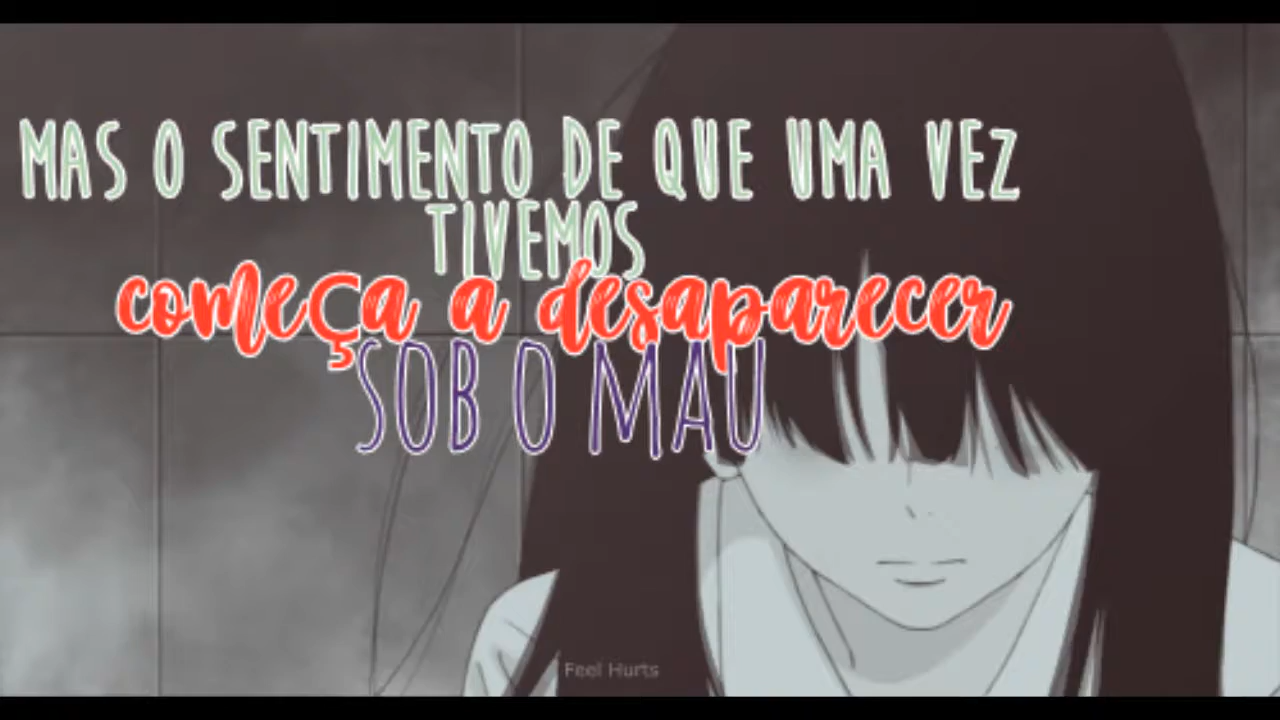 MAS O SENTIMENTO DE QUE UMA VEZ
TIVEMOS
começa a desaparecer
SOB O MAU
Feel Hurts